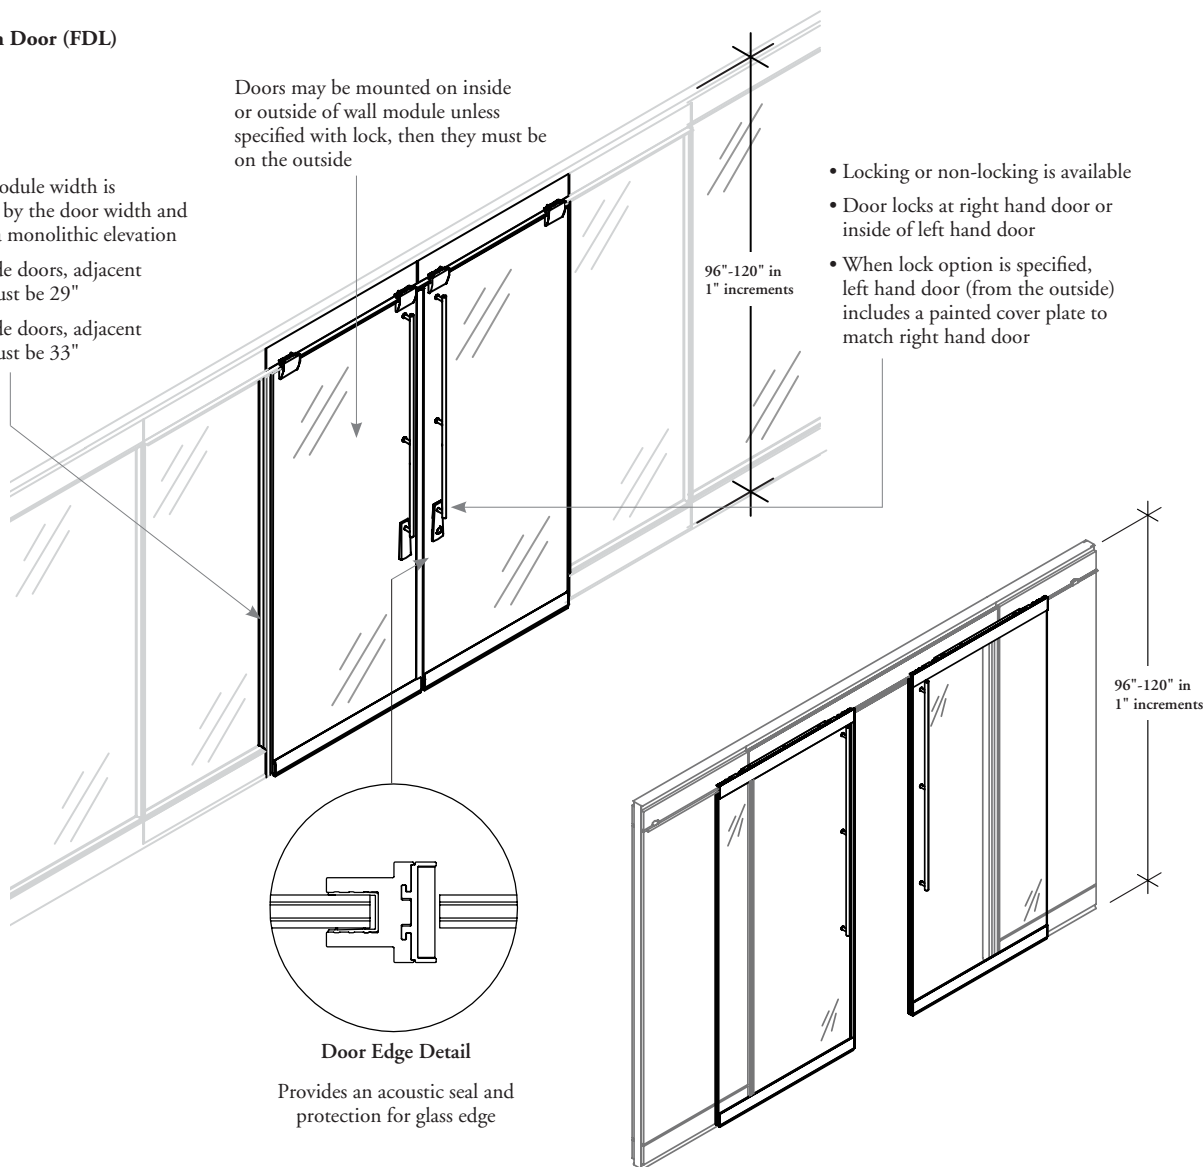 Door (FDL)
Doors may be mounted on inside
or outside of wall module unless
specified with lock, then they must be
on the outside
module width is
by the door width and
monolithic elevation
doors, adjacent
must be 29"
doors, adjacent
must be 33"
• Locking or non-locking is available
• Door locks at right hand door or
inside of left hand door
• When lock option is specified,
left hand door (from the outside)
includes a painted cover plate to
match right hand door
96"-120" in
1" increments
96"-120" in
1" increments
Door Edge Detail
Provides an acoustic seal and
protection for glass edge